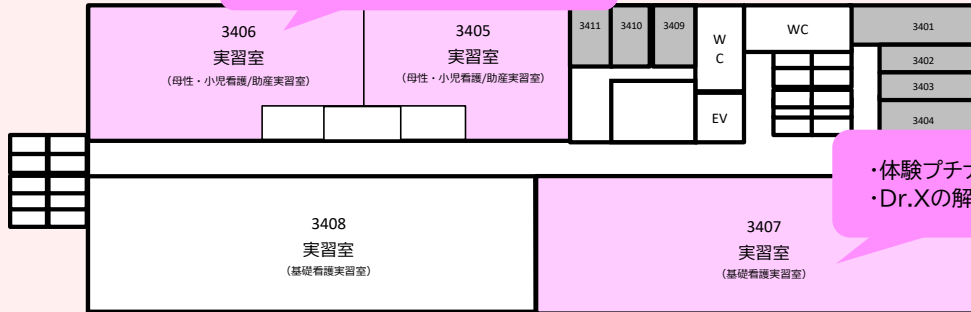 3406
実習室
(母性・小児看護/助産実習室)
3405
実習室
(母性・小児看護/助産実習室)
3411
3410
3409
W
C
EV
WC
3401
3402
3403
3404
・体験プチナ
・Dr.Xの解
3408
実習室
(基礎看護実習室)
3407
実習室
(基礎看護実習室)